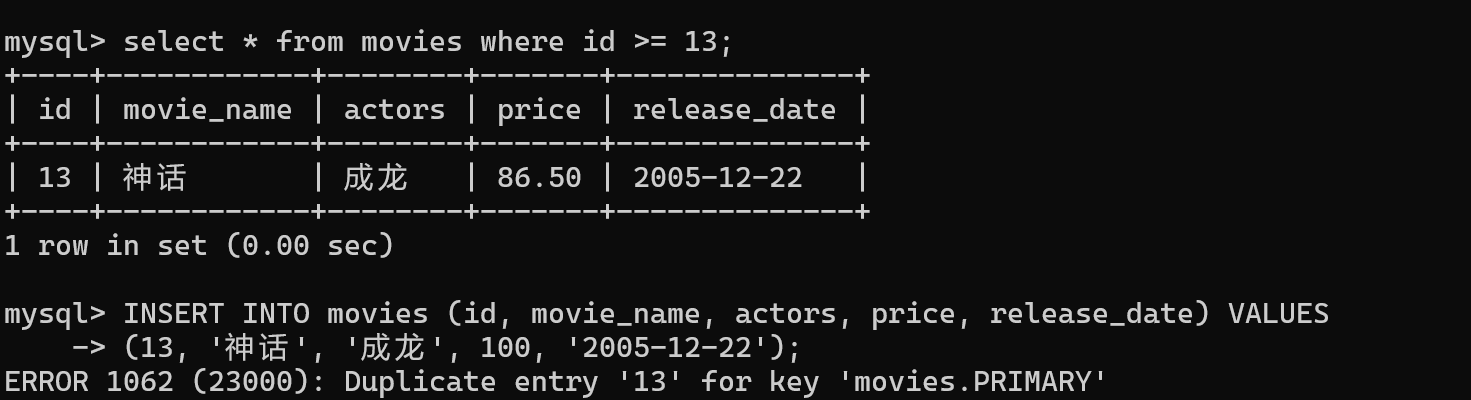 mysql> select * from movies where id >= 13;
+----+------------+--------+-------+--------------+
| id | movie_name | actors | price | release_date |
+----+------------+--------+-------+--------------+
| 13 | 神话       | 成龙   | 86.50 | 2005-12-22   |
+----+------------+--------+-------+--------------+
1 row in set (0.00 sec)
mysql> INSERT INTO movies (id, movie_name, actors, price, release_date) VALUES
    -> (13, '神话', '成龙', 100, '2005-12-22');
ERROR 1062 (23000): Duplicate entry '13' for key 'movies.PRIMARY'